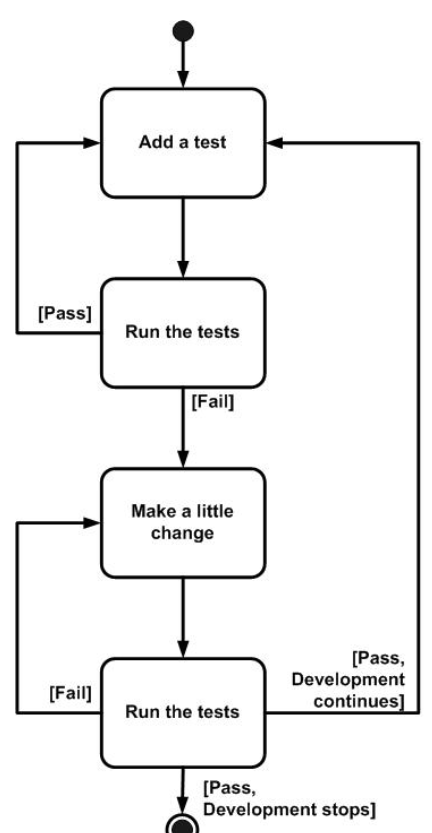 Add a test
[Pass]
Run the tests
[Fail]
Make a little
change
[Fail]
Run the tests
[Pass,
Development
continues]
[Pass,
Development stops]